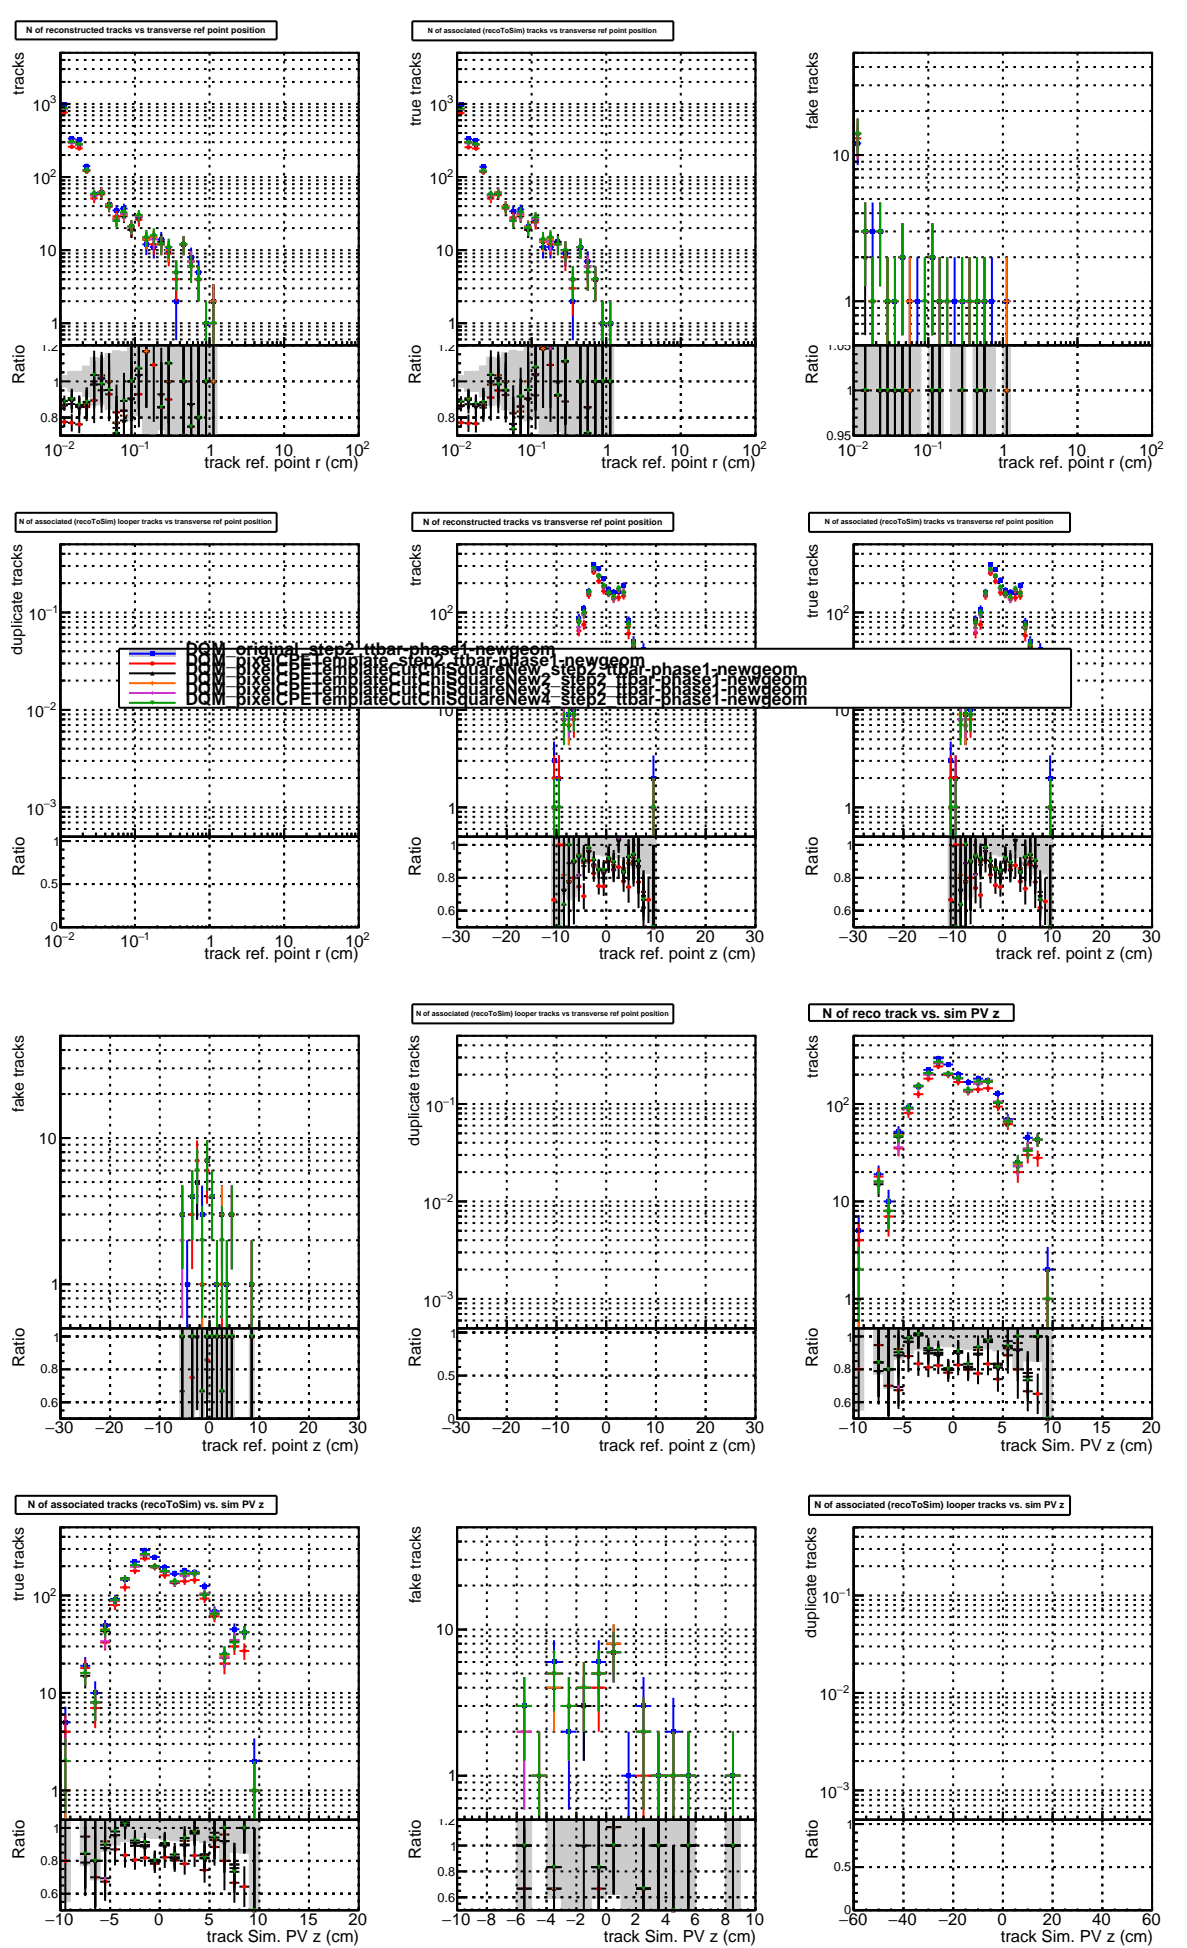 N of reconstructed tracks vs transverse ref point position
N of associated (recoToSim) tracks vs transverse ref point position
tracks
10³
10²
10
1
Ratio
1.2
1
0.8
10⁻² 10⁻¹ 1 10 10²
track ref. point r (cm)
true tracks
10³
10²
10
1
Ratio
1.2
1
0.8
10⁻² 10⁻¹ 1 10 10²
track ref. point r (cm)
fake tracks
10
1
Ratio
1.05
1
0.95
10⁻² 10⁻¹ 1 10 10²
track ref. point r (cm)
N of associated (recoToSim) looper tracks vs transverse ref point position
N of reconstructed tracks vs transverse ref point position
N of associated (recoToSim) tracks vs transverse ref point position
duplicate tracks
10⁻¹
10⁻²
10⁻³
Ratio
1
0.5
0
10⁻² 10⁻¹ 1 10 10²
track ref. point r (cm)
tracks
10²
10
1
Ratio
1
0.8
0.6
−30 −20 −10 0 10 20 30
track ref. point z (cm)
true tracks
10²
10
1
Ratio
1
0.8
0.6
−30 −20 −10 0 10 20 30
track ref. point z (cm)
DQM_original_step2_ttbar-phase1-newgeom
DQM_pixelCPETemplate_step2_ttbar-phase1-newgeom
DQM_pixelCPETemplateCutChiSquareNew_step2_ttbar-phase1-newgeom
DQM_pixelCPETemplateCutChiSquareNew2_step2_ttbar-phase1-newgeom
DQM_pixelCPETemplateCutChiSquareNew3_step2_ttbar-phase1-newgeom
DQM_pixelCPETemplateCutChiSquareNew4_step2_ttbar-phase1-newgeom
N of associated (recoToSim) looper tracks vs transverse ref point position
N of reco track vs. sim PV z
fake tracks
10
1
Ratio
1
0.8
0.6
−30 −20 −10 0 10 20 30
track ref. point z (cm)
duplicate tracks
10⁻¹
10⁻²
10⁻³
Ratio
1
0.5
0
−30 −20 −10 0 10 20 30
track ref. point z (cm)
tracks
10²
10
1
Ratio
1
0.8
0.6
−10 −5 0 5 10 15 20
track Sim. PV z (cm)
N of associated tracks (recoToSim) vs. sim PV z
N of associated (recoToSim) looper tracks vs. sim PV z
true tracks
10²
10
1
Ratio
1
0.8
0.6
−10 −5 0 5 10 15 20
track Sim. PV z (cm)
fake tracks
10
1
Ratio
1.2
1
0.8
0.6
−10 −8 −6 −4 −2 0 2 4 6 8 10
track Sim. PV z (cm)
duplicate tracks
10⁻¹
10⁻²
10⁻³
Ratio
1
0.5
0
−60 −40 −20 0 20 40 60
track Sim. PV z (cm)